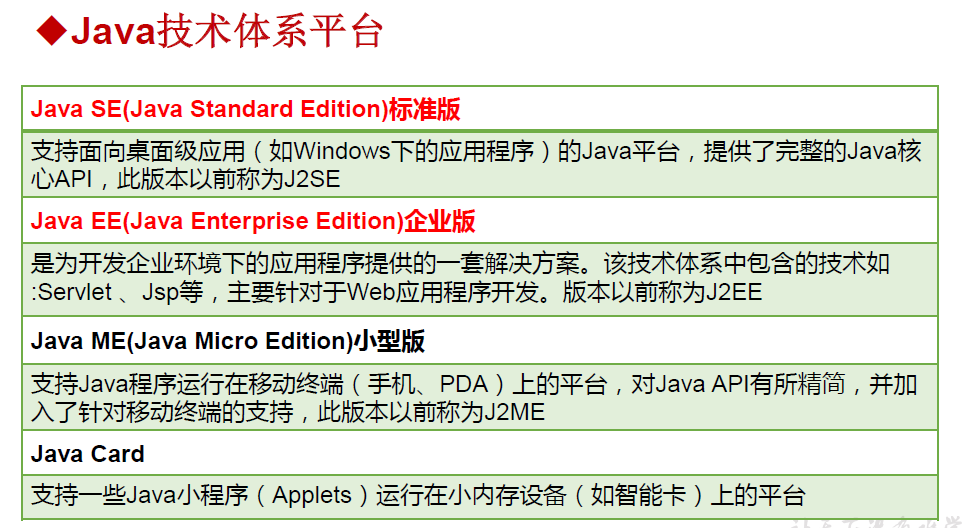 ◆Java技术体系平台
Java SE(Java Standard Edition)标准版
支持面向桌面级应用（如Windows下的应用程序）的Java平台，提供了完整的Java核
心API，此版本以前称为J2SE
Java EE(Java Enterprise Edition)企业版
是为开发企业环境下的应用程序提供的一套解决方案。该技术体系中包含的技术如
:Servlet 、Jsp等，主要针对于Web应用程序开发。版本以前称为J2EE
Java ME(Java Micro Edition)小型版
支持Java程序运行在移动终端（手机、PDA）上的平台，对Java API有所精简，并加
入了针对移动终端的支持，此版本以前称为J2ME
Java Card
支持一些Java小程序（Applets）运行在小内存设备（如智能卡）上的平台